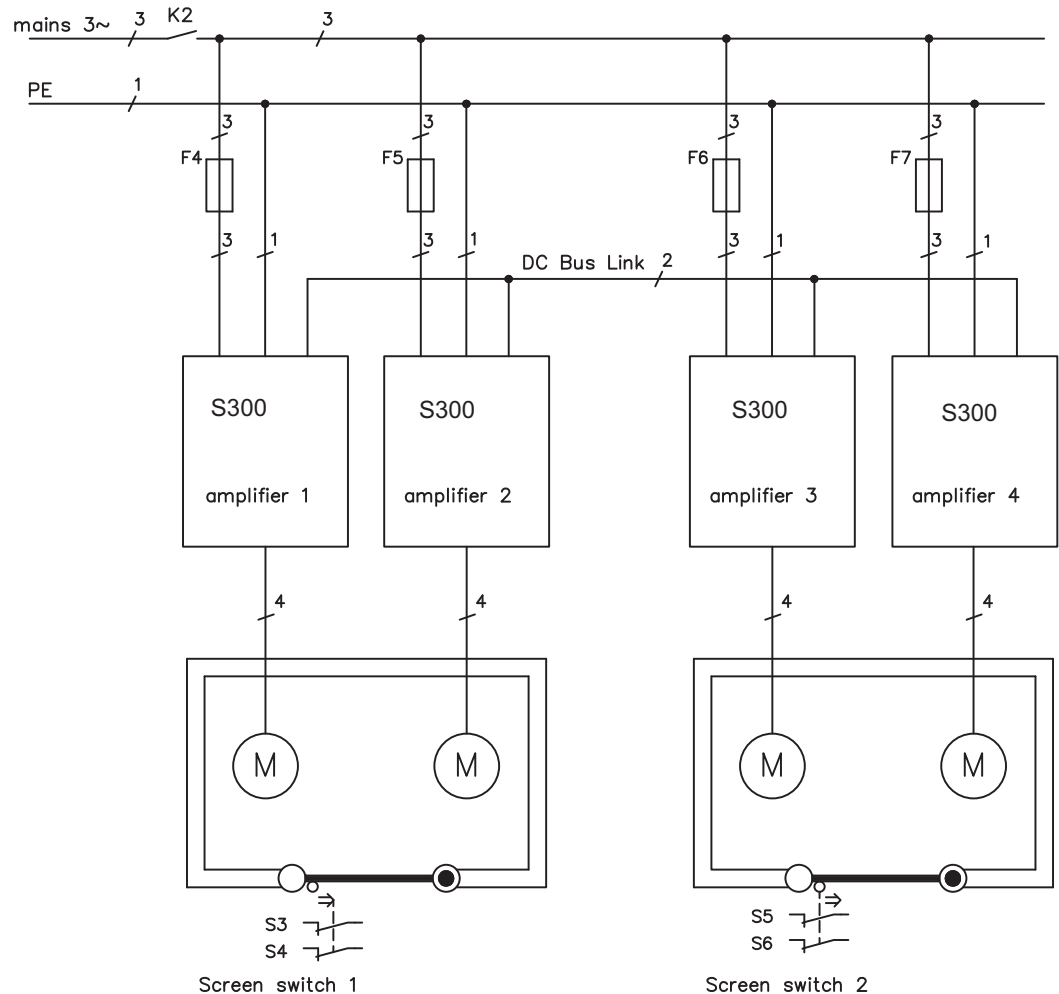 mains 3~ 3 K2 3
PE 1
3 3 3 3
F4 F5 F6 F7
3 1 3 1 3 1 3 1
DC Bus Link 2
S300 S300 S300 S300
amplifier 1 amplifier 2 amplifier 3 amplifier 4
4 4 4 4
M M M M
S3 S5
S4 S6
Screen switch 1 Screen switch 2